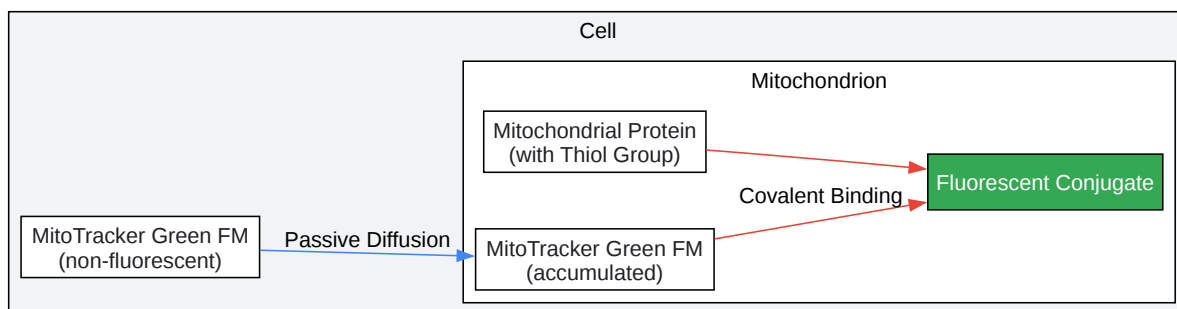 Cell
Mitochondrion
Mitochondrial Protein
(with Thiol Group)
Fluorescent Conjugate
Covalent Binding
MitoTracker Green FM
(non-fluorescent)
Passive Diffusion
MitoTracker Green FM
(accumulated)